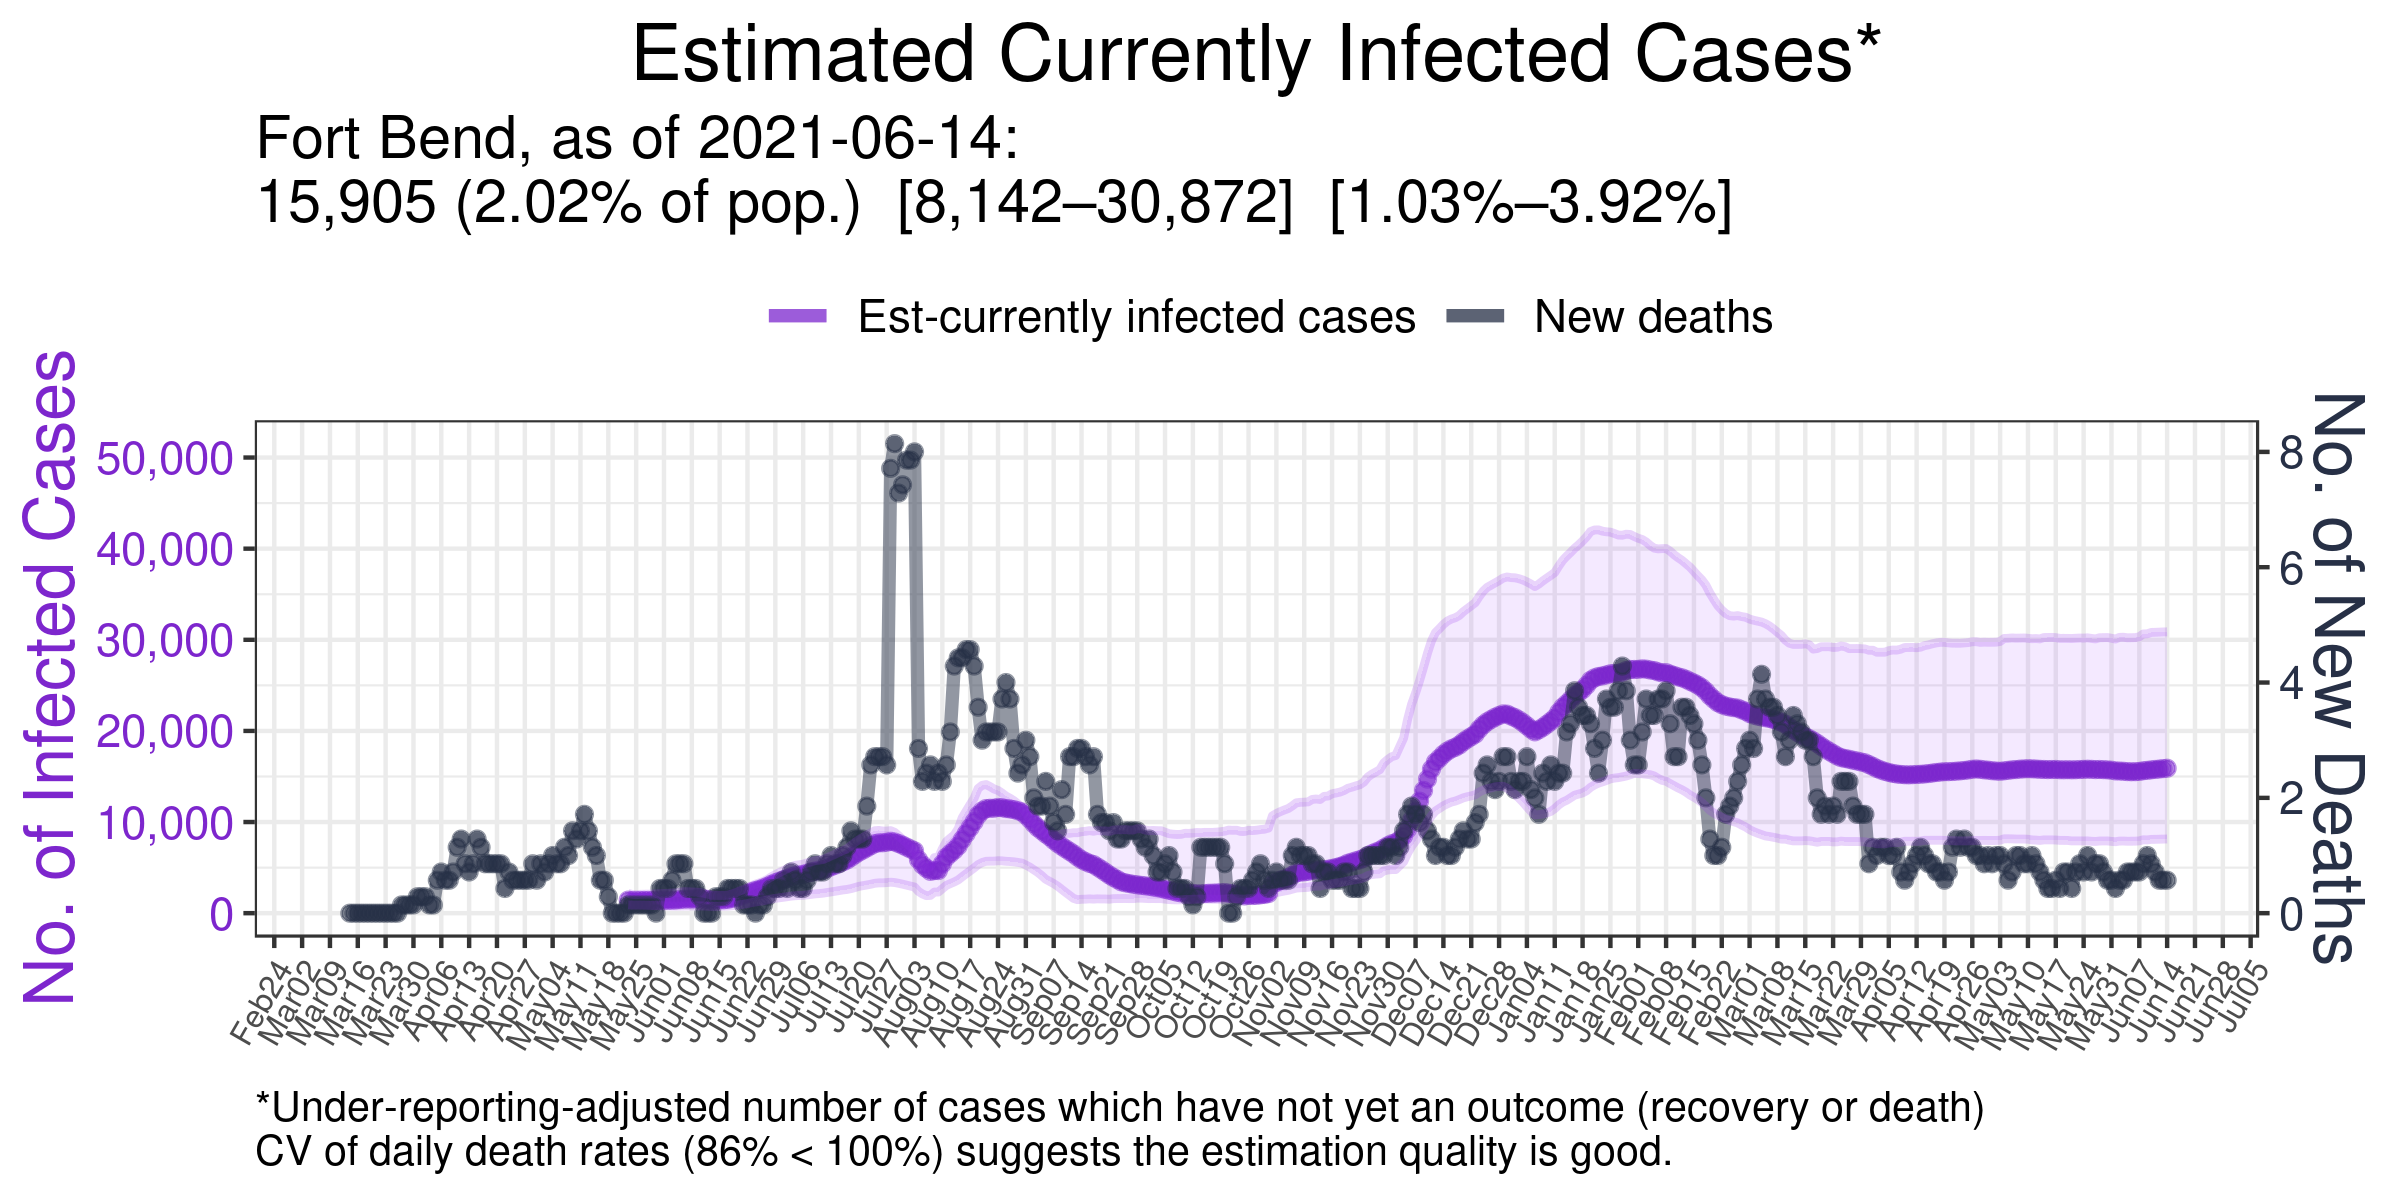 Estimated Currently Infected Cases*
Fort Bend, as of 2021-06-14:
15,905 (2.02% of pop.)  [8,142–30,872]  [1.03%–3.92%]
Est-currently infected cases
New deaths
No. of Infected Cases
50,000
40,000
30,000
20,000
10,000
0
8
6
4
2
0
No. of New Deaths
Feb24
Mar02
Mar09
Mar16
Mar23
Mar30
Apr06
Apr13
Apr20
Apr27
May04
May11
May18
May25
Jun01
Jun08
Jun15
Jun22
Jun29
Jul06
Jul13
Jul20
Jul27
Aug03
Aug10
Aug17
Aug24
Aug31
Sep07
Sep14
Sep21
Sep28
Oct05
Oct12
Oct19
Oct26
Nov02
Nov09
Nov16
Nov23
Nov30
Dec07
Dec14
Dec21
Dec28
Jan04
Jan11
Jan18
Jan25
Feb01
Feb08
Feb15
Feb22
Mar01
Mar08
Mar15
Mar22
Mar29
Apr05
Apr12
Apr19
Apr26
May03
May10
May17
May24
May31
Jun07
Jun14
Jun21
Jun28
Jul05
*Under-reporting-adjusted number of cases which have not yet an outcome (recovery or death)
CV of daily death rates (86% < 100%) suggests the estimation quality is good.